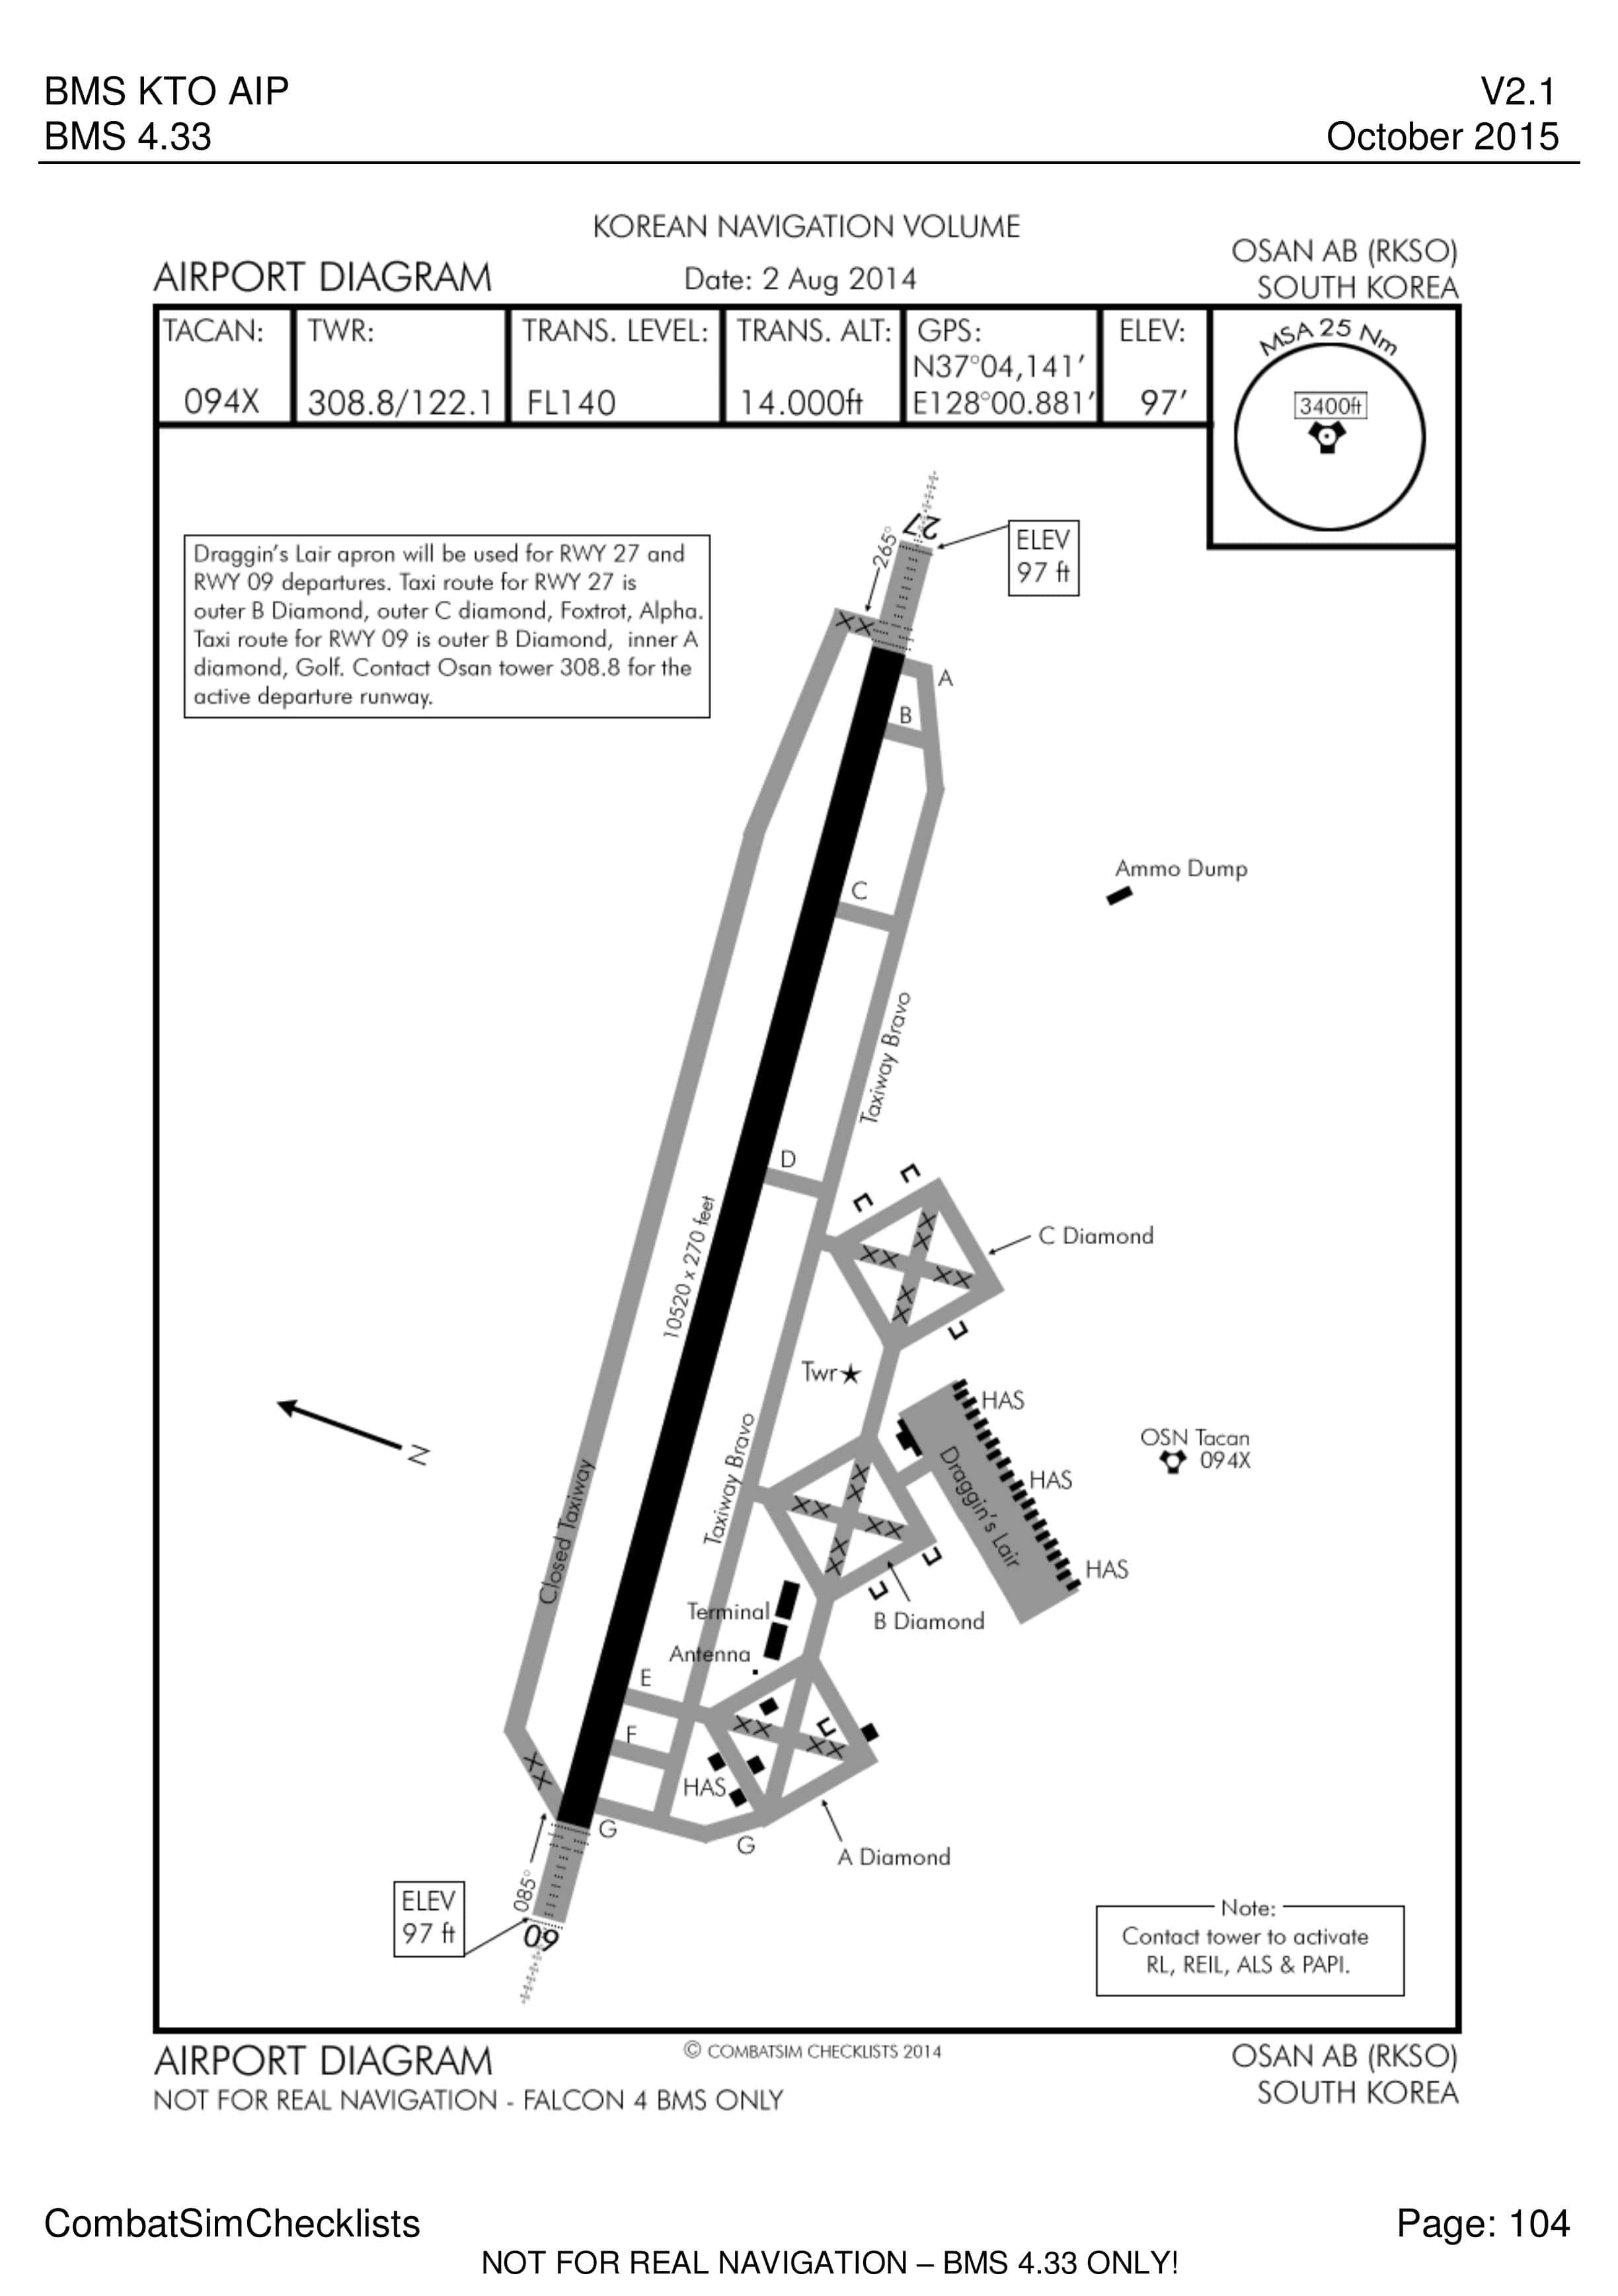 BMS KTO AIP
V2.1
BMS 4.33
October 2015
KOREAN NAVIGATION VOLUME
AIRPORT DIAGRAM
Date: 2 Aug 2014
OSAN AB (RKSO)
SOUTH KOREA
TACAN:
094X
TWR:
308.8/122.1
TRANS. LEVEL:
FL140
TRANS. ALT:
14.000ft
GPS:
N37°04,141′
E128°00.881′
ELEV:
97′
MSA 25 Nm
3400ft
Draggin's Lair apron will be used for RWY 27 and
RWY 09 departures. Taxi route for RWY 27 is
outer B Diamond, outer C diamond, Foxtrot, Alpha.
Taxi route for RWY 09 is outer B Diamond, inner A
diamond, Golf. Contact Osan tower 308.8 for the
active departure runway.
27
265°
ELEV
97 ft
A
B
C
Ammo Dump
Taxiway Bravo
D
C Diamond
10520 x 270 feet
Twr
HAS
N
OSN Tacan
094X
HAS
Draggin's Lair
Taxiway Bravo
Closed Taxiway
HAS
Terminal
B Diamond
Antenna
E
F
HAS
G
G
A Diamond
085°
ELEV
97 ft
09
Note:
Contact tower to activate
RL, REIL, ALS & PAPI.
AIRPORT DIAGRAM
© COMBATSIM CHECKLISTS 2014
OSAN AB (RKSO)
NOT FOR REAL NAVIGATION - FALCON 4 BMS ONLY
SOUTH KOREA
CombatSimChecklists
Page: 104
NOT FOR REAL NAVIGATION – BMS 4.33 ONLY!